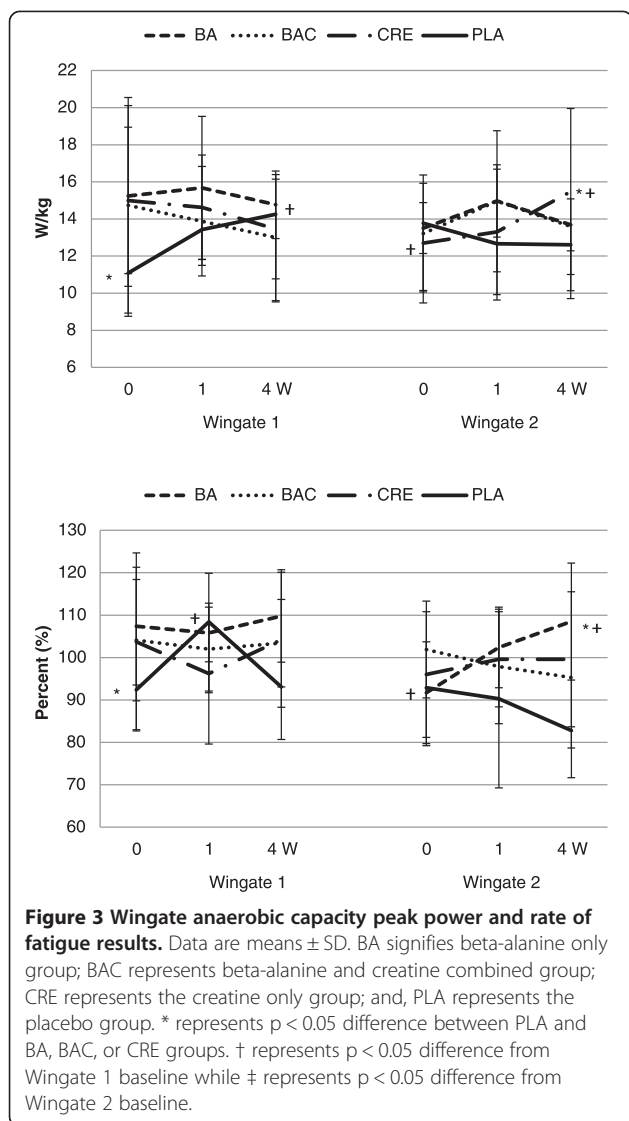 BA BAC CRE PLA
22
20
18
16
14
12
10
8
6
W/kg
* † † * ‡
0 1 4 W 0 1 4 W
Wingate 1 Wingate 2
BA BAC CRE PLA
130
120
110
100
90
80
70
60
Percent (%)
* † † * ‡
0 1 4 W 0 1 4 W
Wingate 1 Wingate 2
Figure 3 Wingate anaerobic capacity peak power and rate of
fatigue results. Data are means ± SD. BA signifies beta-alanine only
group; BAC represents beta-alanine and creatine combined group;
CRE represents the creatine only group; and, PLA represents the
placebo group. * represents p < 0.05 difference between PLA and
BA, BAC, or CRE groups. † represents p < 0.05 difference from
Wingate 1 baseline while ‡ represents p < 0.05 difference from
Wingate 2 baseline.